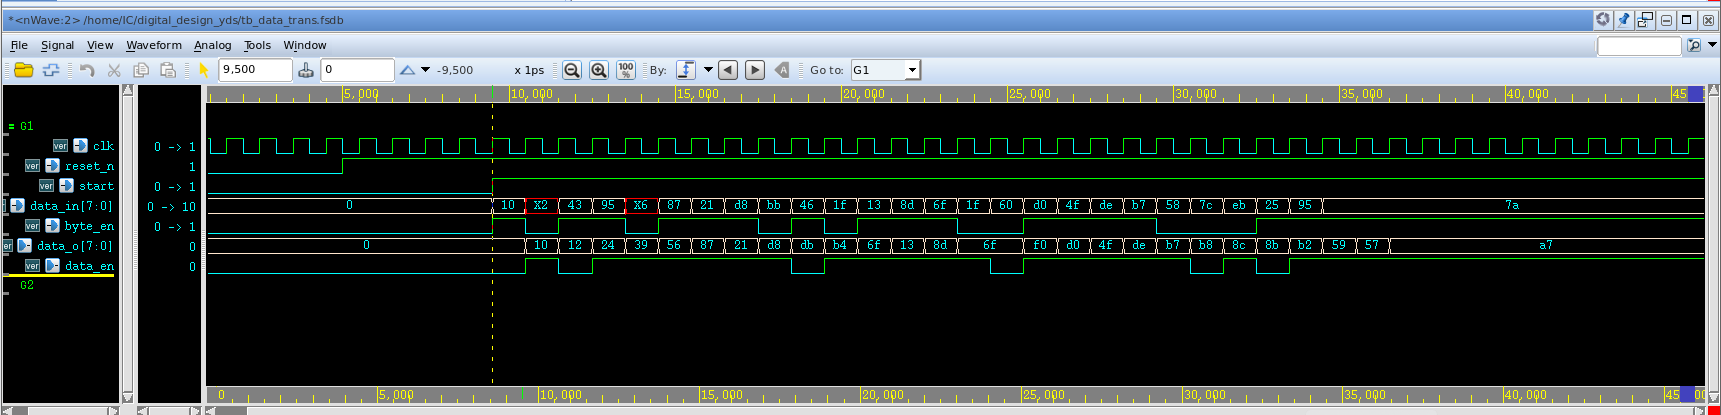 *<nWave:2> /home/IC/digital_design_yds/tb_data_trans.fsdb
File Signal View Waveform Analog Tools Window
9,500 0 -9,500 x 1ps 100% By: Go to: G1
5,000 10,000 15,000 20,000 25,000 30,000 35,000 40,000 45
= G1
ver clk 0 -> 1
ver reset_n 1
ver start 0 -> 1
data_in[7:0] 0 -> 10 0 10 X2 43 95 X6 87 21 d8 bb 46 1f 13 8d 6f 1f 60 d0 4f de b7 58 7c eb 25 95 7a
ver byte_en 0 -> 1
er data_o[7:0] 0 0 10 12 24 39 56 87 21 d8 db b4 6f 13 8d 6f f0 d0 4f de b7 b8 8c 8b b2 59 57 a7
ver data_en 0
G2
0 5,000 10,000 15,000 20,000 25,000 30,000 35,000 40,000 45